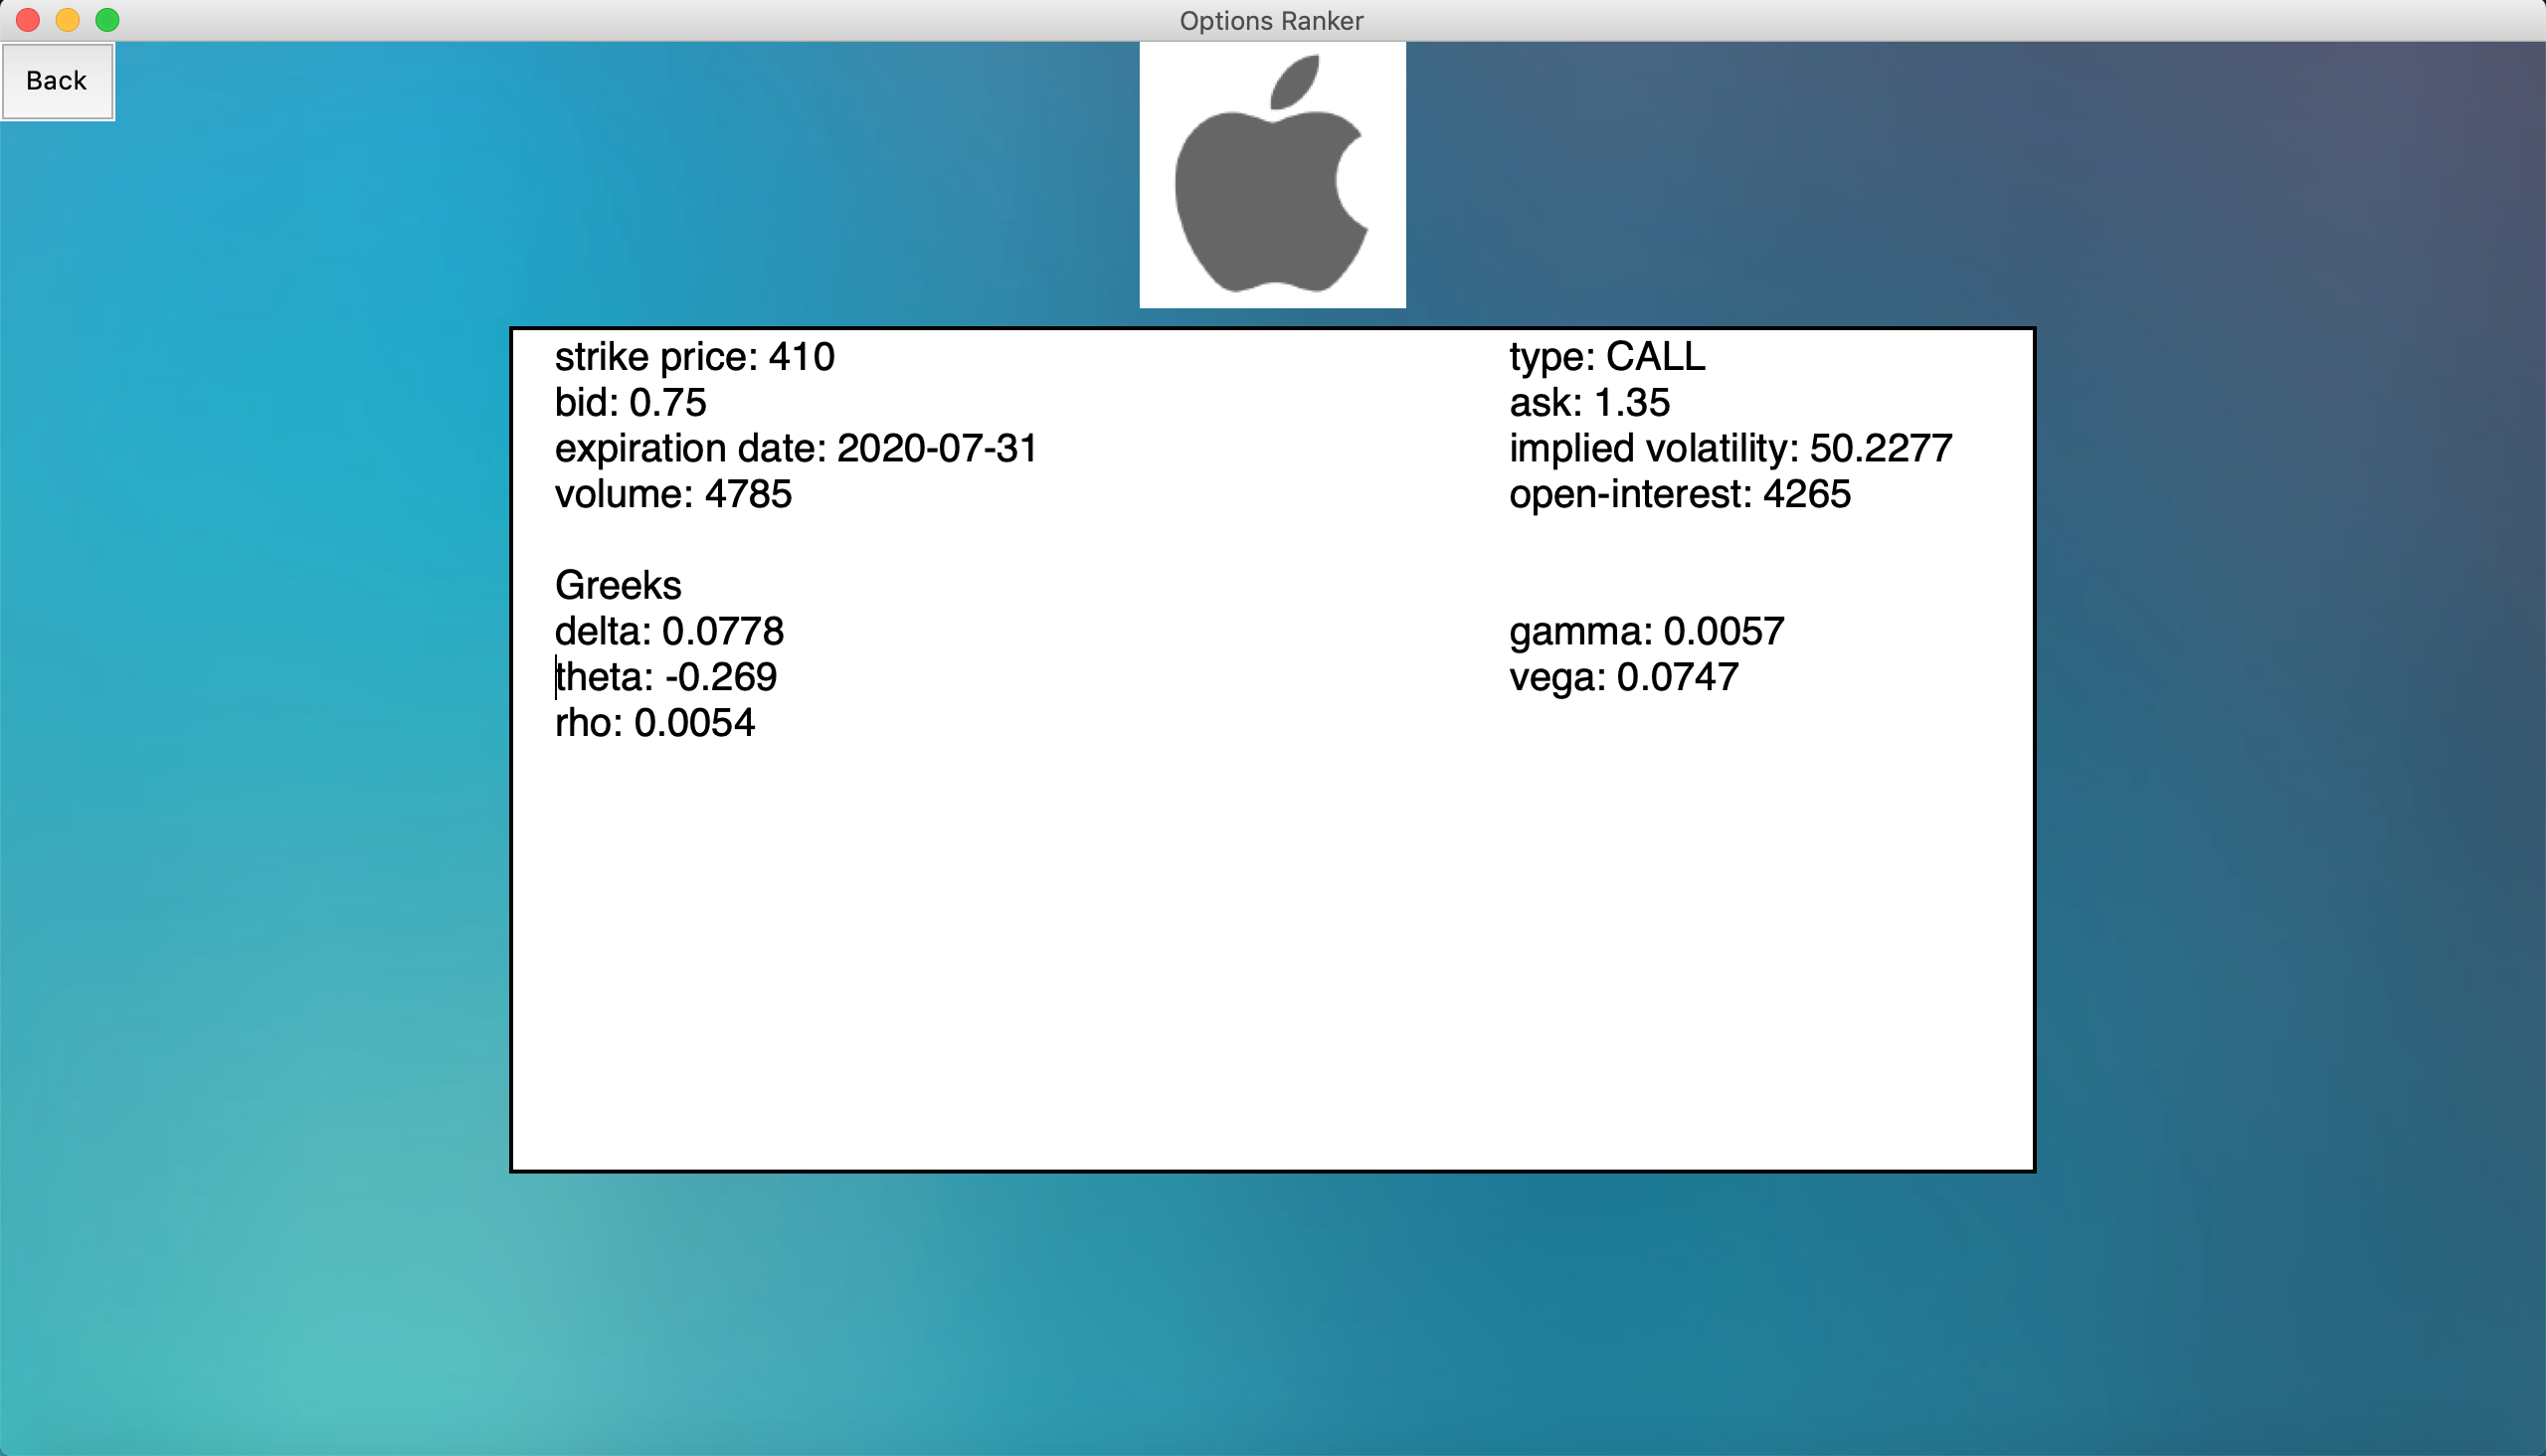 Options Ranker
Back
strike price: 410 type: CALL
bid: 0.75 ask: 1.35
expiration date: 2020-07-31 implied volatility: 50.2277
volume: 4785 open-interest: 4265
Greeks
delta: 0.0778 gamma: 0.0057
theta: -0.269 vega: 0.0747
rho: 0.0054